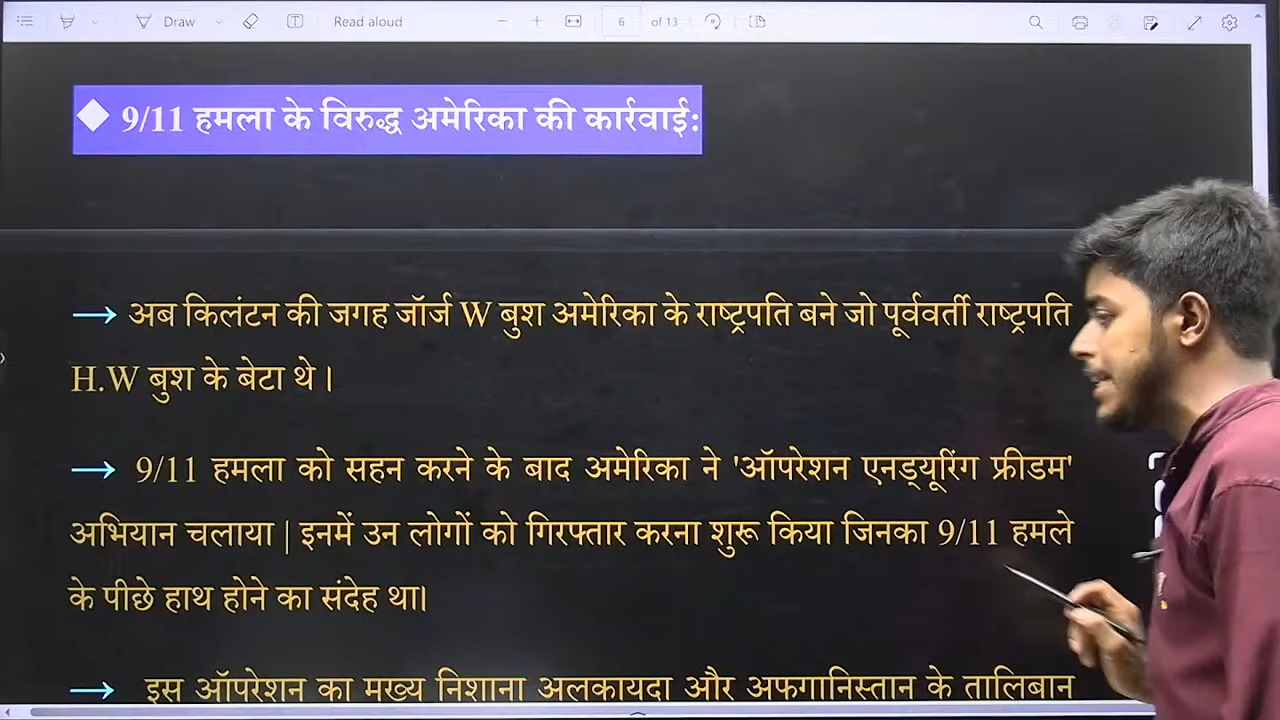 Draw
Read aloud
6 of 13
9/11 हमला के विरुद्ध अमेरिका की कार्रवाई:
→ अब किलंटन की जगह जॉर्ज W बुश अमेरिका के राष्ट्रपति बने जो पूर्ववर्ती राष्ट्रपति
H.W बुश के बेटा थे।
→ 9/11 हमला को सहन करने के बाद अमेरिका ने 'ऑपरेशन एनड्यूरिंग फ्रीडम'
अभियान चलाया | इनमें उन लोगों को गिरफ्तार करना शुरू किया जिनका 9/11 हमले
के पीछे हाथ होने का संदेह था।
→ इस ऑपरेशन का मख्य निशाना अलकायदा और अफगानिस्तान के तालिबान